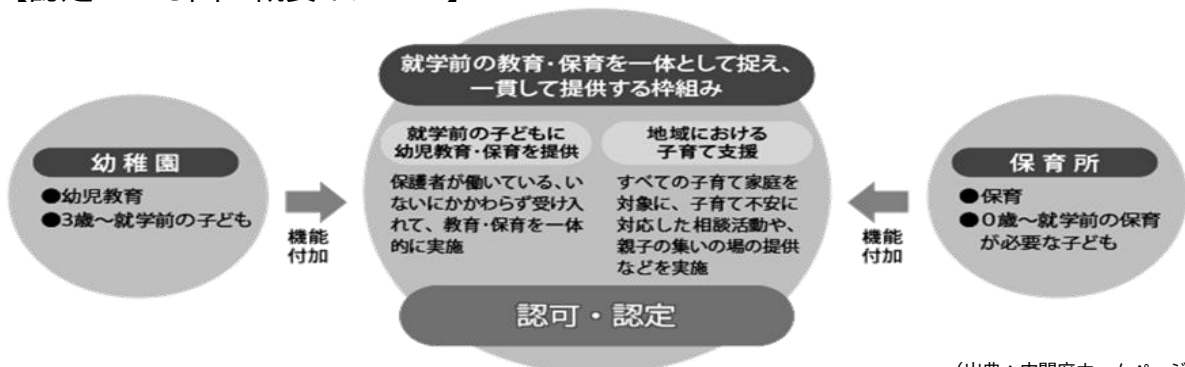 就学前の教育・保育を一体として捉え、
一貫して提供する枠組み
幼稚園
●幼児教育
●3歳～就学前の子ども
機能
付加
就学前の子どもに
幼児教育・保育を提供
保護者が働いている、い
ないにかかわらず受け入
れて、教育・保育を一体
的に実施
地域における
子育て支援
すべての子育て家庭を
対象に、子育て不安に
対応した相談活動や、
親子の集いの場の提供
などを実施
機能
付加
保育所
●保育
●0歳～就学前の保育
が必要な子ども
認可・認定